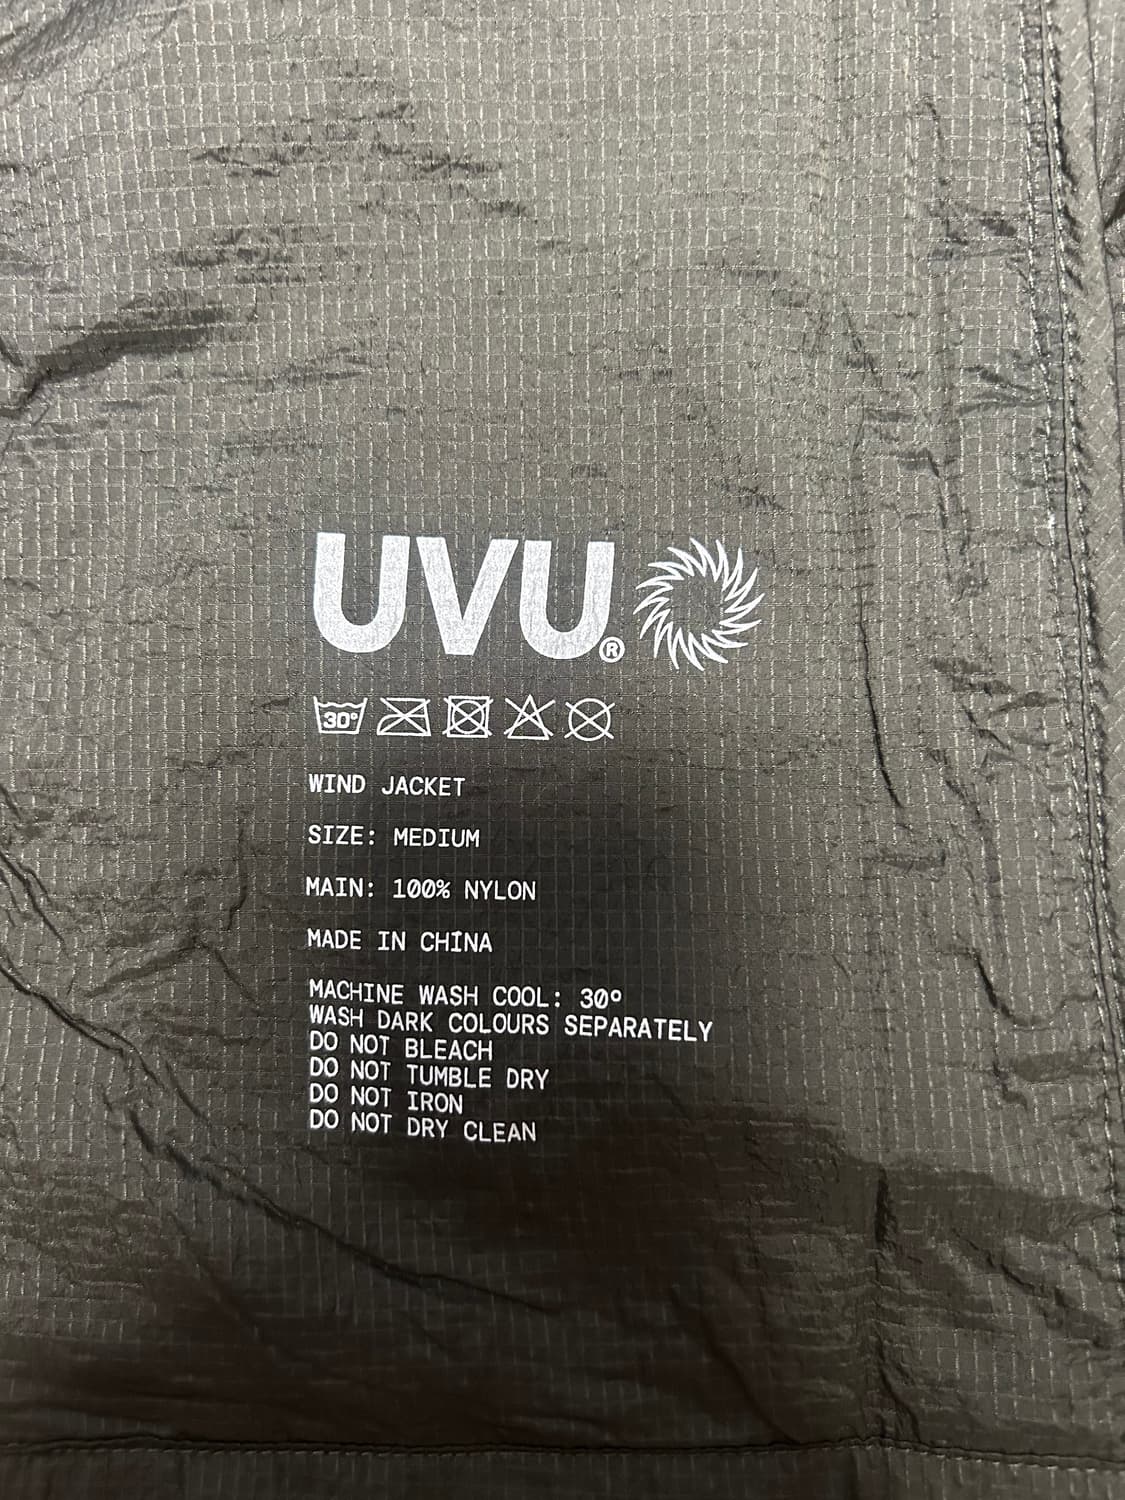 UVU®
30°
WIND JACKET
SIZE: MEDIUM
MAIN: 100% NYLON
MADE IN CHINA
MACHINE WASH COOL: 30°
WASH DARK COLOURS SEPARATELY
DO NOT BLEACH
DO NOT TUMBLE DRY
DO NOT IRON
DO NOT DRY CLEAN